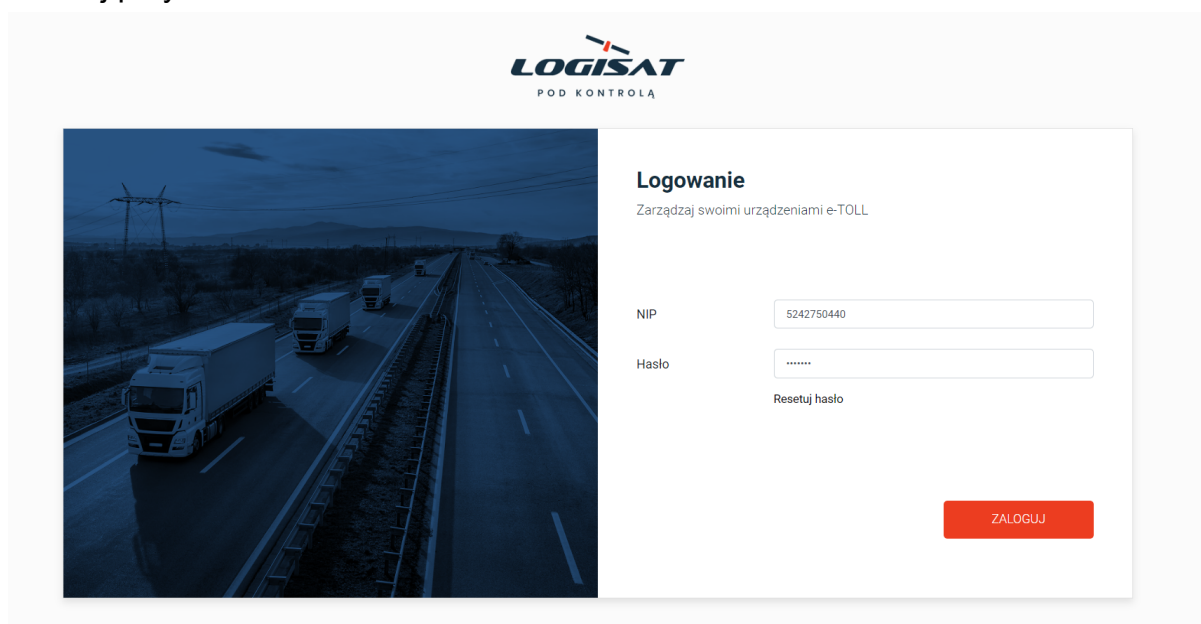 LOGISAT
POD KONTROLĄ
Logowanie
Zarządzaj swoimi urządzeniami e-TOLL
NIP
5242750440
Hasło
Resetuj hasło
ZALOGUJ